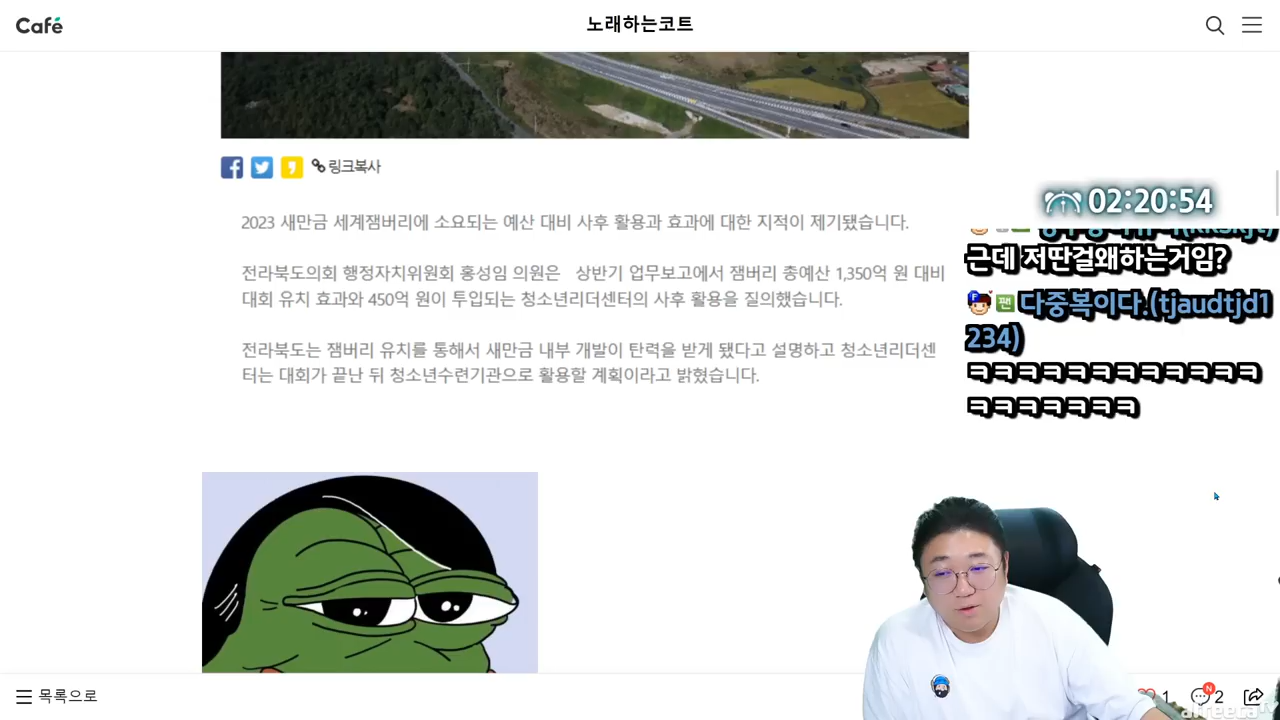 Café
노래하는코트
링크복사
02:20:54
2023 새만금 세계잼버리에 소요되는 예산 대비 사후 활용과 효과에 대한 지적이 제기됐습니다.
근데 저딴걸왜하는거임?
전라북도의회 행정자치위원회 홍성임 의원은 상반기 업무보고에서 잼버리 총예산 1,350억 원 대비
대회 유치 효과와 450억 원이 투입되는 청소년리더센터의 사후 활용을 질의했습니다.
팬 다중복이다.(tjaudtjd1
234)
ㅋㅋㅋㅋㅋㅋㅋㅋㅋㅋㅋㅋ
ㅋㅋㅋㅋㅋㅋㅋ
전라북도는 잼버리 유치를 통해서 새만금 내부 개발이 탄력을 받게 됐다고 설명하고 청소년리더센
터는 대회가 끝난 뒤 청소년수련기관으로 활용할 계획이라고 밝혔습니다.
목록으로
1
N
2